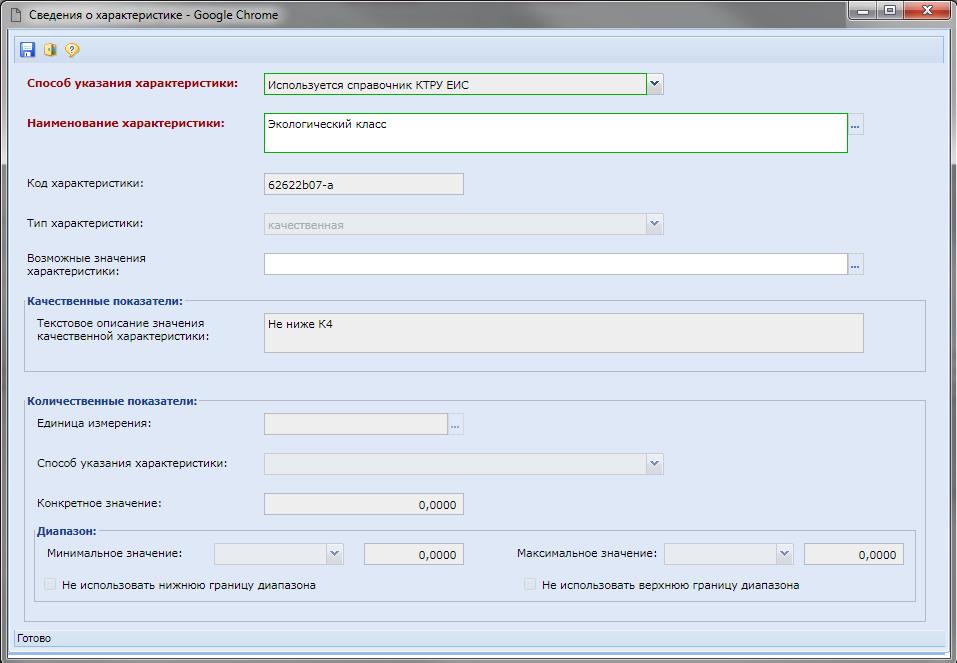 Сведения о характеристике - Google Chrome
Способ указания характеристики: Используется справочник КТРУ ЕИС
Наименование характеристики: Экологический класс ...
Код характеристики: 62622b07-a
Тип характеристики: качественная
Возможные значения
характеристики: ...
Качественные показатели:
Текстовое описание значения Не ниже К4
качественной характеристики:
Количественные показатели:
Единица измерения: ...
Способ указания характеристики:
Конкретное значение: 0,0000
Диапазон:
Минимальное значение: 0,0000 Максимальное значение: 0,0000
Не использовать нижнюю границу диапазона Не использовать верхнюю границу диапазона
Готово